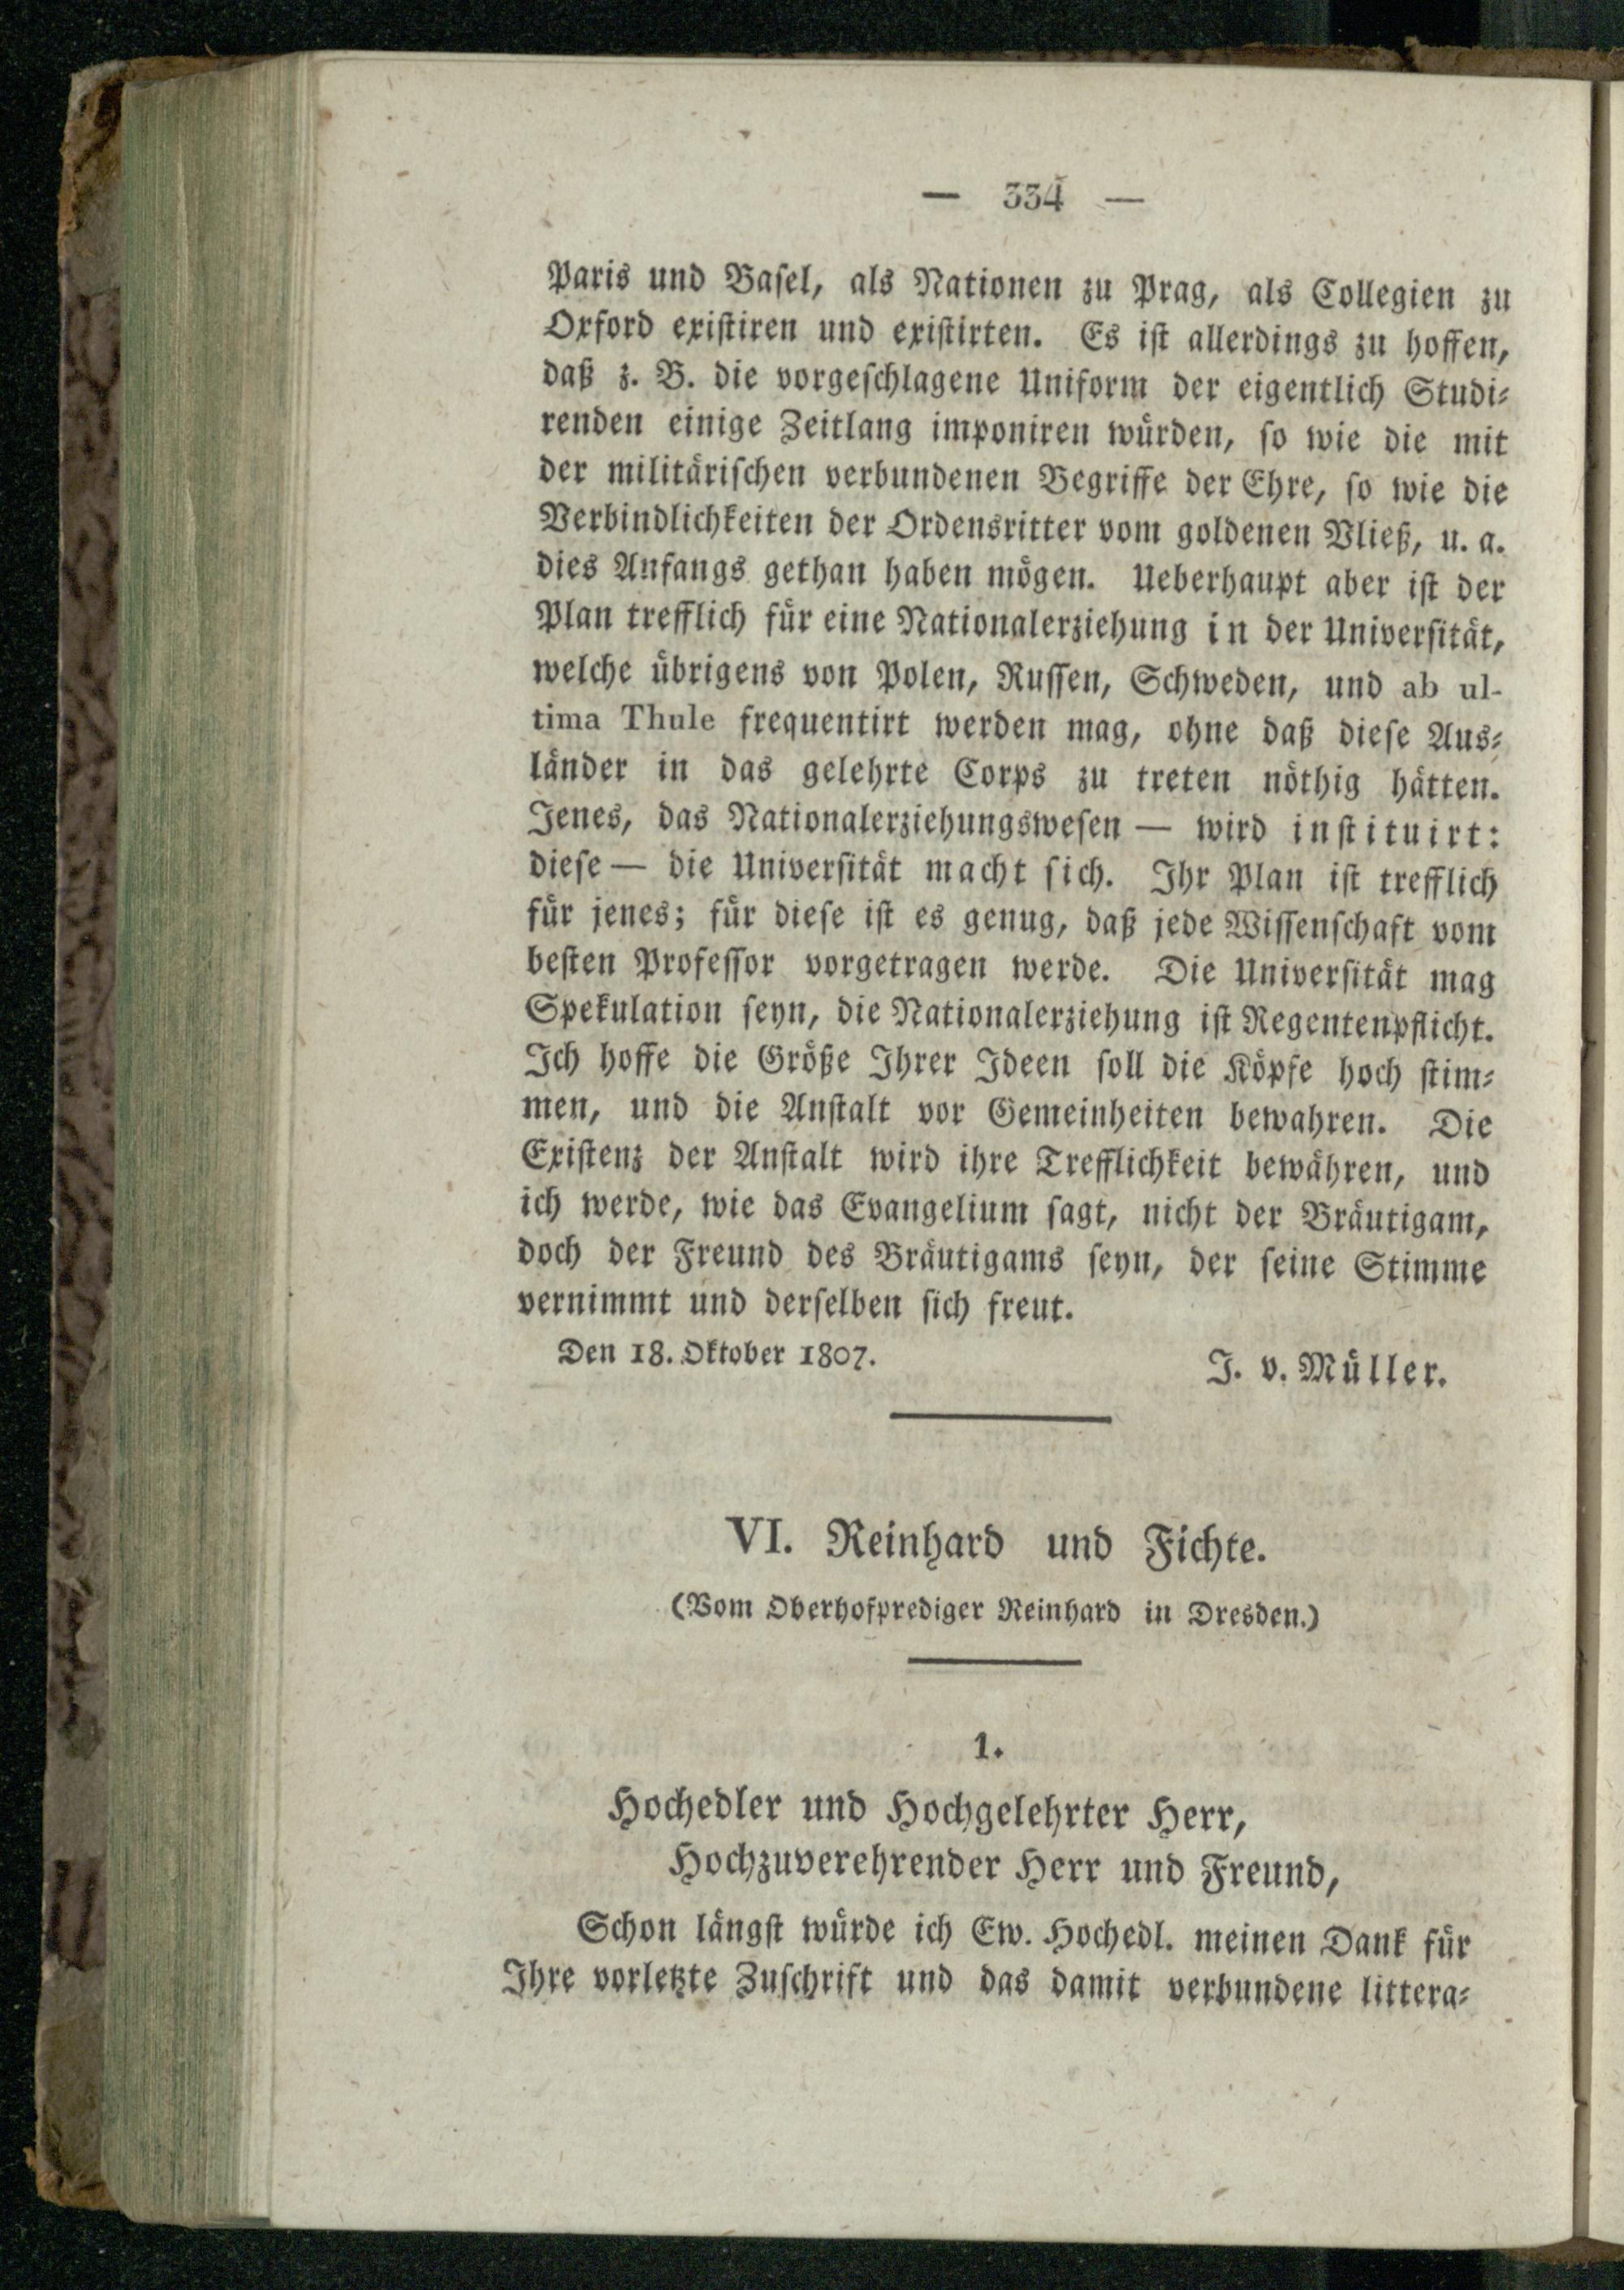 — 334 —
Paris und Baſel, als Nationen zu Prag, als Collegien zu
Oxford exiſtiren und exiſtirten. Es iſt allerdings zu hoffen,
daß z. B. die vorgeſchlagene Uniform der eigentlich Studi⸗
renden einige Zeitlang imponiren würden, ſo wie die mit
der militäriſchen verbundenen Begriffe der Ehre, ſo wie die
Verbindlichkeiten der Ordensritter vom goldenen Vließ, u. a.
dies Anfangs gethan haben mögen. Ueberhaupt aber iſt der
Plan trefflich für eine Nationalerziehung in der Univerſität,
welche übrigens von Polen, Ruſſen, Schweden, und ab ul-
tima Thule frequentirt werden mag, ohne daß dieſe Aus⸗
länder in das gelehrte Corps zu treten nöthig hätten.
Jenes, das Nationalerziehungsweſen — wird inſtituirt:
dieſe — die Univerſität macht ſich. Ihr Plan iſt trefflich
für jenes; für dieſe iſt es genug, daß jede Wiſſenſchaft vom
beſten Profeſſor vorgetragen werde. Die Univerſität mag
Spekulation ſeyn, die Nationalerziehung iſt Regentenpflicht.
Ich hoffe die Größe Ihrer Ideen ſoll die Köpfe hoch ſtim⸗
men, und die Anſtalt vor Gemeinheiten bewahren. Die
Exiſtenz der Anſtalt wird ihre Trefflichkeit bewähren, und
ich werde, wie das Evangelium ſagt, nicht der Bräutigam,
doch der Freund des Bräutigams ſeyn, der ſeine Stimme
vernimmt und derſelben ſich freut.
Den 18. Oktober 1807.
J. v. Müller.
VI. Reinhard und Fichte.
(Vom Oberhofprediger Reinhard in Dresden.)
1.
Hochedler und Hochgelehrter Herr,
Hochzuverehrender Herr und Freund,
Schon längſt würde ich Ew. Hochedl. meinen Dank für
Ihre vorletzte Zuſchrift und das damit verbundene littera⸗